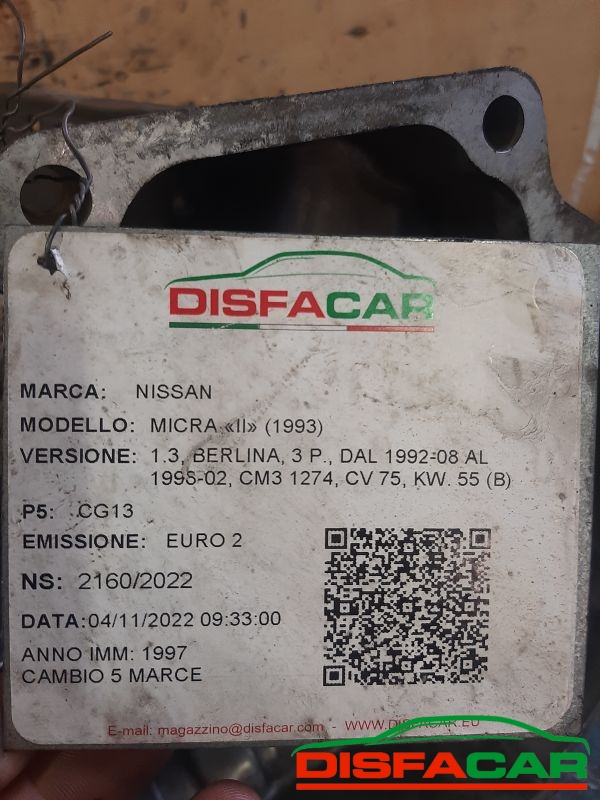 DISFACAR
MARCA: NISSAN
MODELLO: MICRA «II» (1993)
VERSIONE: 1.3, BERLINA, 3 P., DAL 1992-08 AL
1998-02, CM3 1274, CV 75, KW. 55 (B)
P5: CG13
EMISSIONE: EURO 2
NS: 2160/2022
DATA:04/11/2022 09:33:00
ANNO IMM: 1997
CAMBIO 5 MARCE
E-mail: magazzino@disfacar.com - WWW.DISFACAR.EU
DISFACAR